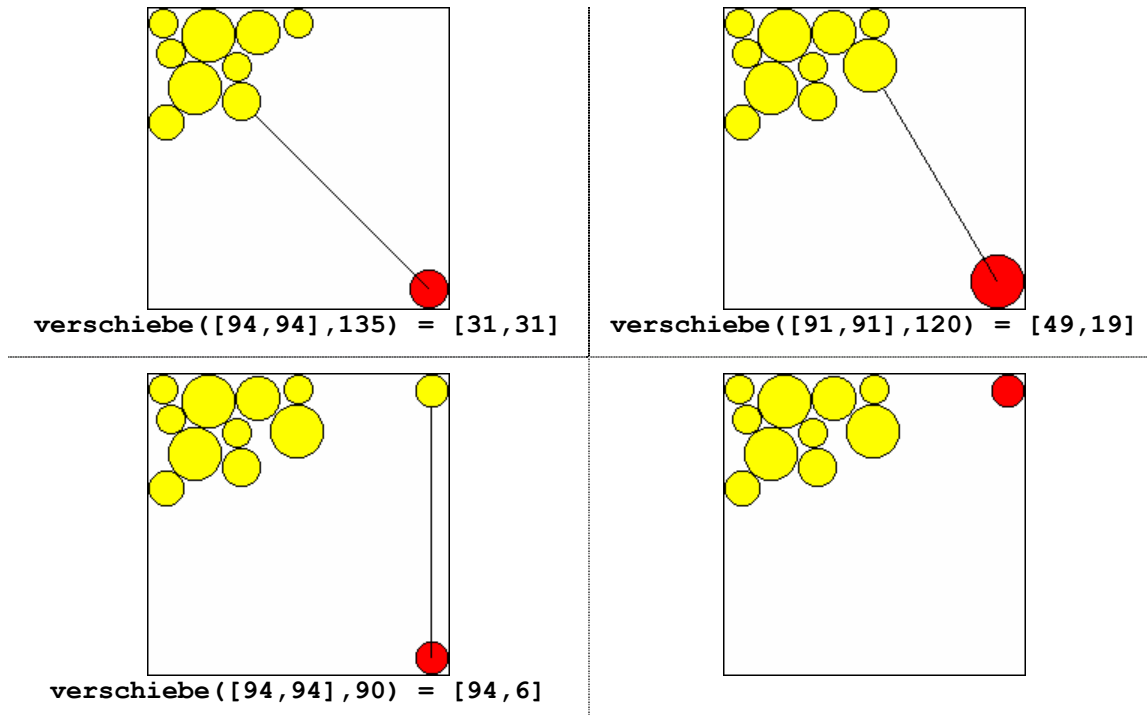 verschiebe([94,94],135) = [31,31]
verschiebe([91,91],120) = [49,19]
verschiebe([94,94],90) = [94,6]